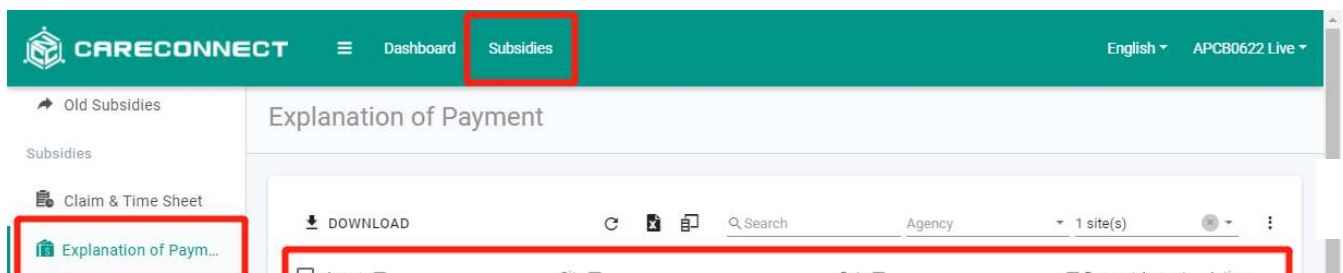 CARECONNECT Dashboard Subsidies English APCB0622 Live
Old Subsidies
Explanation of Payment
Subsidies
Claim & Time Sheet
DOWNLOAD Search Agency 1 site(s)
Explanation of Paym...